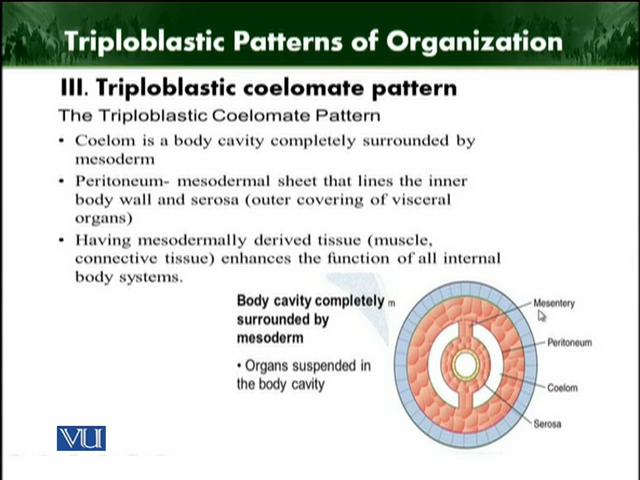 Triploblastic Patterns of Organization
III. Triploblastic coelomate pattern
The Triploblastic Coelomate Pattern
• Coelom is a body cavity completely surrounded by
mesoderm
• Peritoneum- mesodermal sheet that lines the inner
body wall and serosa (outer covering of visceral
organs)
• Having mesodermally derived tissue (muscle,
connective tissue) enhances the function of all internal
body systems.
Body cavity completely m
surrounded by
mesoderm
• Organs suspended in
the body cavity
Mesentery
Peritoneum
Coelom
Serosa
VU